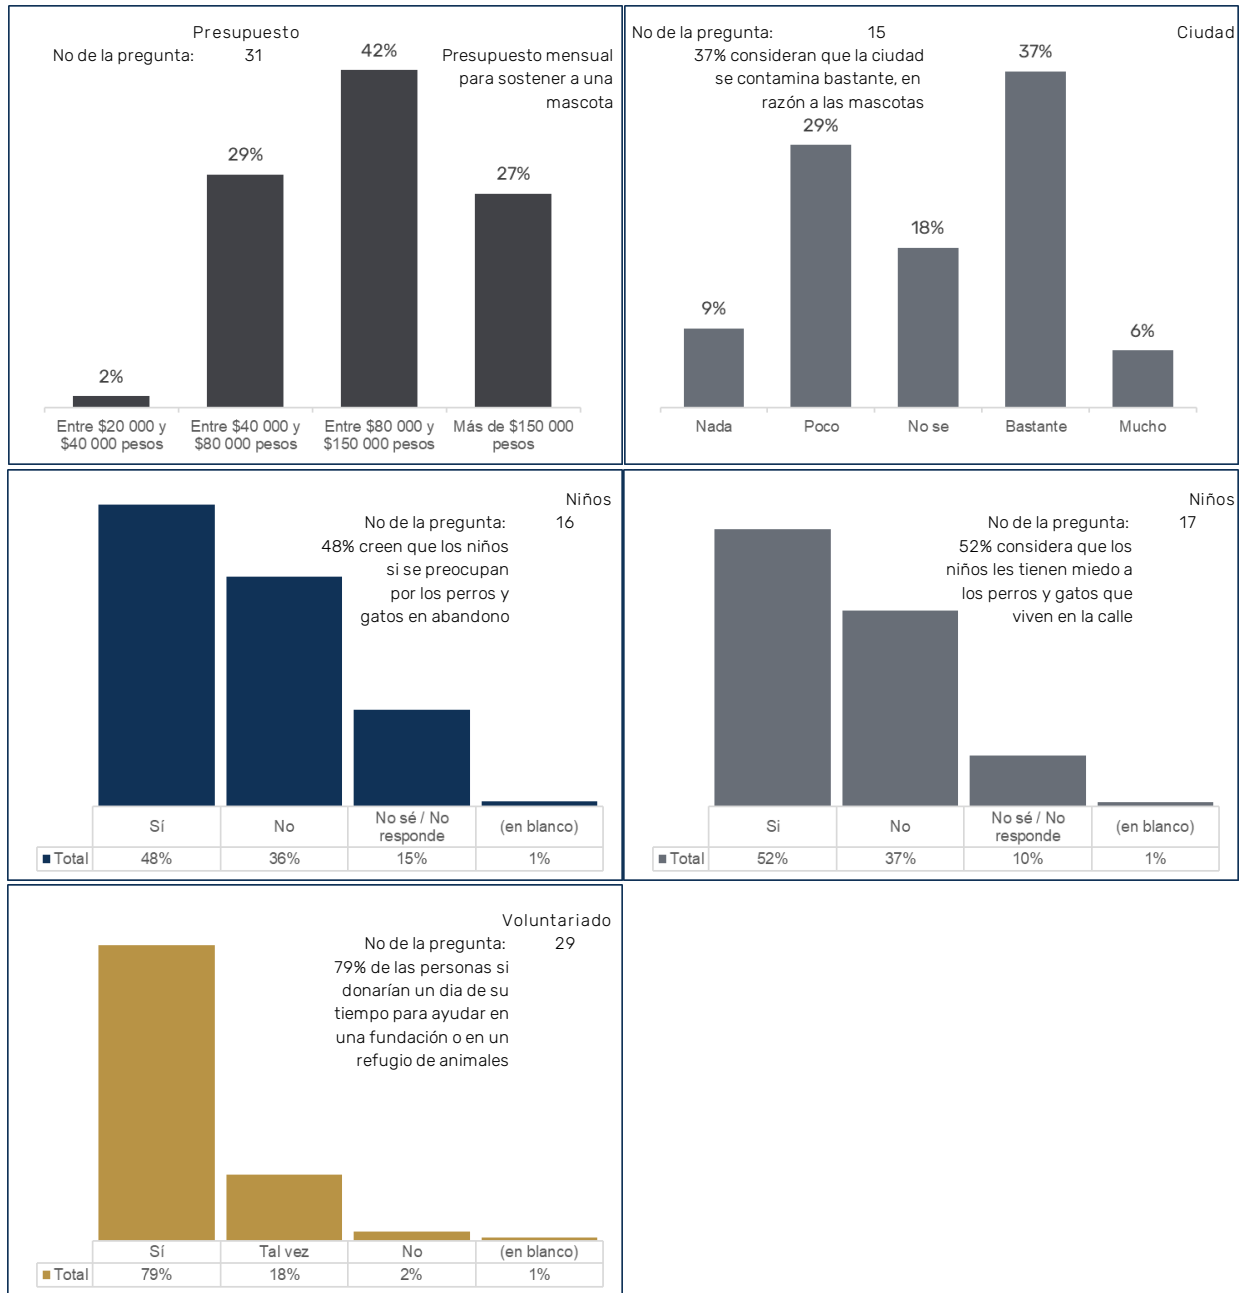 Presupuesto
No de la pregunta: 31
Presupuesto mensual
para sostener a una
mascota
2%
29%
42%
27%
Entre $20 000 y
$40 000 pesos
Entre $40 000 y
$80 000 pesos
Entre $80 000 y
$150 000 pesos
Más de $150 000
pesos
Ciudad
No de la pregunta: 15
37% consideran que la ciudad
se contamina bastante, en
razón a las mascotas
9%
29%
18%
37%
6%
Nada Poco No se Bastante Mucho
Niños
No de la pregunta: 16
48% creen que los niños
si se preocupan
por los perros y
gatos en abandono
Sí No No sé / No
responde (en blanco)
Total 48% 36% 15% 1%
Niños
No de la pregunta: 17
52% considera que los
niños les tienen miedo a
los perros y gatos que
viven en la calle
Si No No sé / No
responde (en blanco)
Total 52% 37% 10% 1%
Voluntariado
No de la pregunta: 29
79% de las personas si
donarían un dia de su
tiempo para ayudar en
una fundación o en un
refugio de animales
Sí Tal vez No (en blanco)
Total 79% 18% 2% 1%